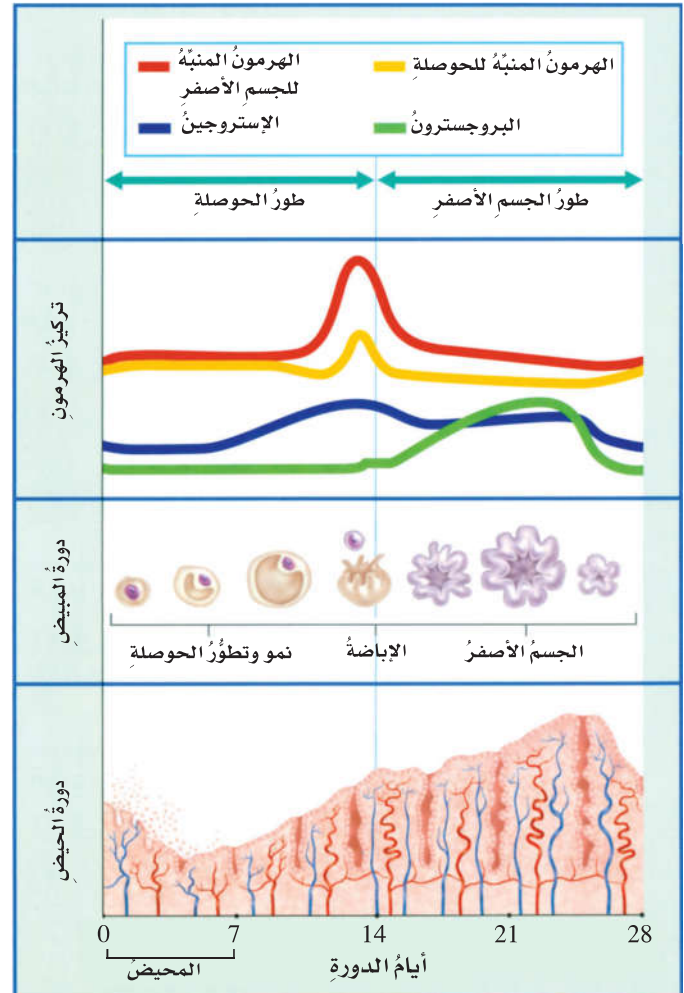 الهرمونُ المنبِّهُ
للجسمِ الأصفرِ
الهرمونُ المنبِّهُ للحوصلةِ
الإستروجينُ
البروجسترونُ
طورُ الحوصلةِ
طورُ الجسمِ الأصفرِ
تركيزُ الهرمونِ
دورةُ المبيضِ
نمو وتطوُّرُ الحوصلةِ
الإباضةُ
الجسمُ الأصفرُ
دورةُ الحيضِ
0 7 14 21 28
المحيضُ
أيامُ الدورةِ